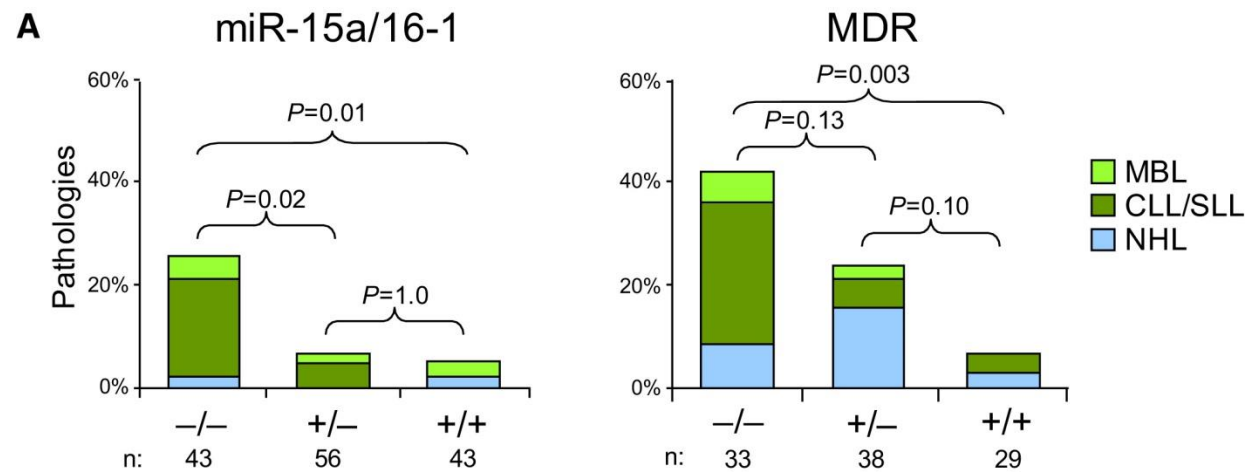 A
miR-15a/16-1
MDR
Pathologies
60%
40%
20%
0%
P=0.01
P=0.02
P=1.0
–/– +/– +/+
n: 43 56 43
60%
40%
20%
0%
P=0.003
P=0.13
P=0.10
–/– +/– +/+
33 38 29
MBL
CLL/SLL
NHL